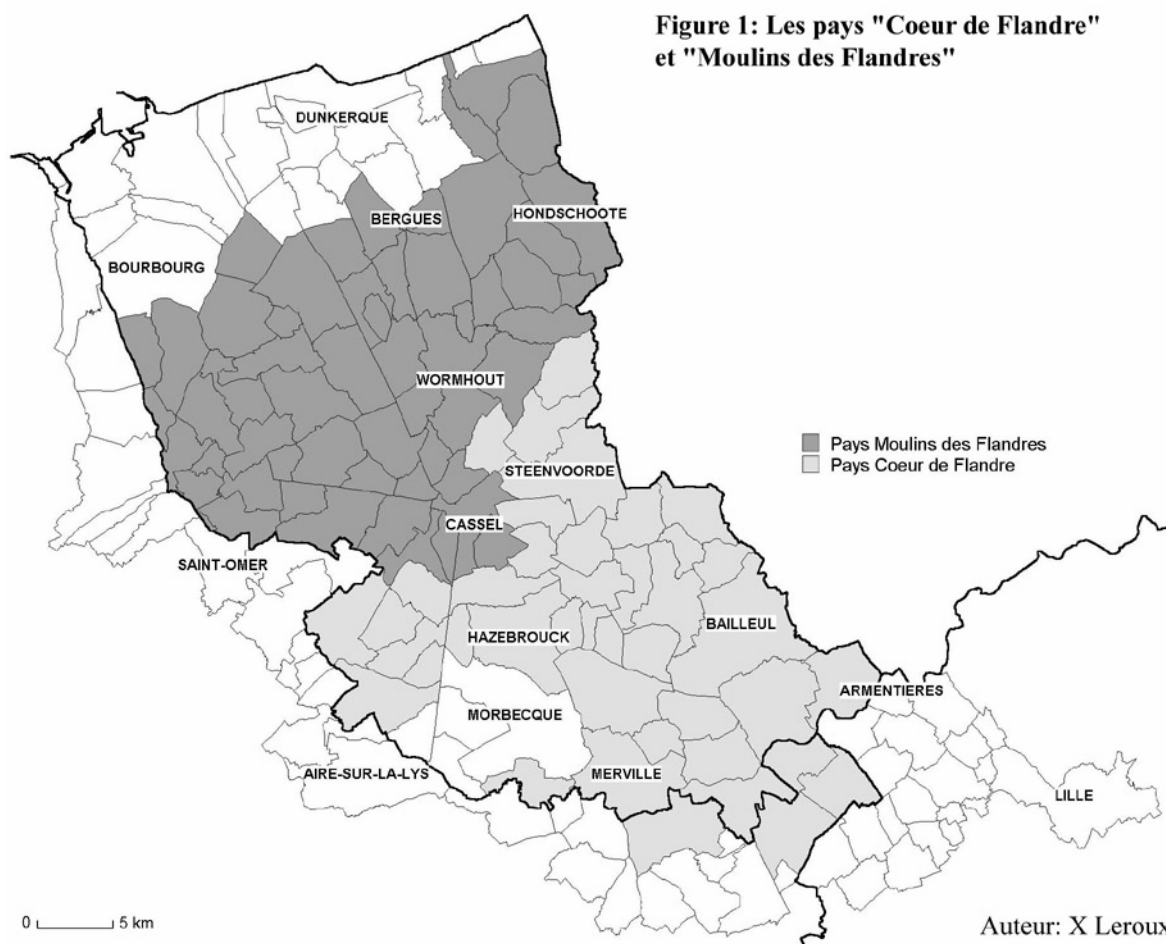 Figure 1: Les pays "Coeur de Flandre"
et "Moulins des Flandres"
DUNKERQUE
BERGUES
HONDSCHOOTE
BOURBOURG
WORMHOUT
Pays Moulins des Flandres
Pays Coeur de Flandre
STEENVOORDE
CASSEL
SAINT-OMER
HAZEBROUCK
BAILLEUL
ARMENTIERES
MORBECQUE
AIRE-SUR-LA-LYS
MERVILLE
LILLE
0 5 km
Auteur: X Leroux